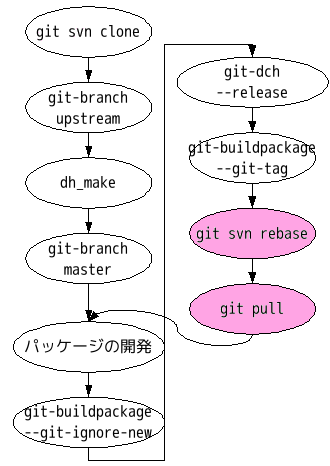 git svn clone
git-branch
upstream
dh_make
git-branch
master
パッケージの開発
git-buildpackage
--git-ignore-new
git-dch
--release
git-buildpackage
--git-tag
git svn rebase
git pull